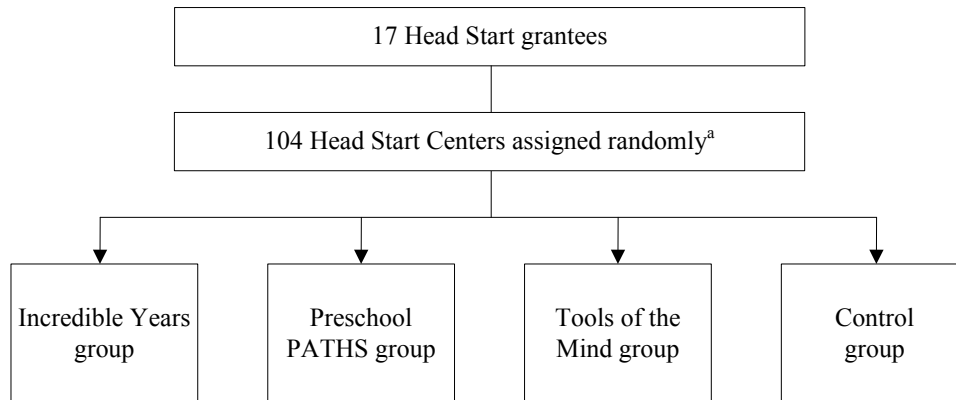 17 Head Start grantees
104 Head Start Centers assigned randomlyᵃ
Incredible Years
group
Preschool
PATHS group
Tools of the
Mind group
Control
group